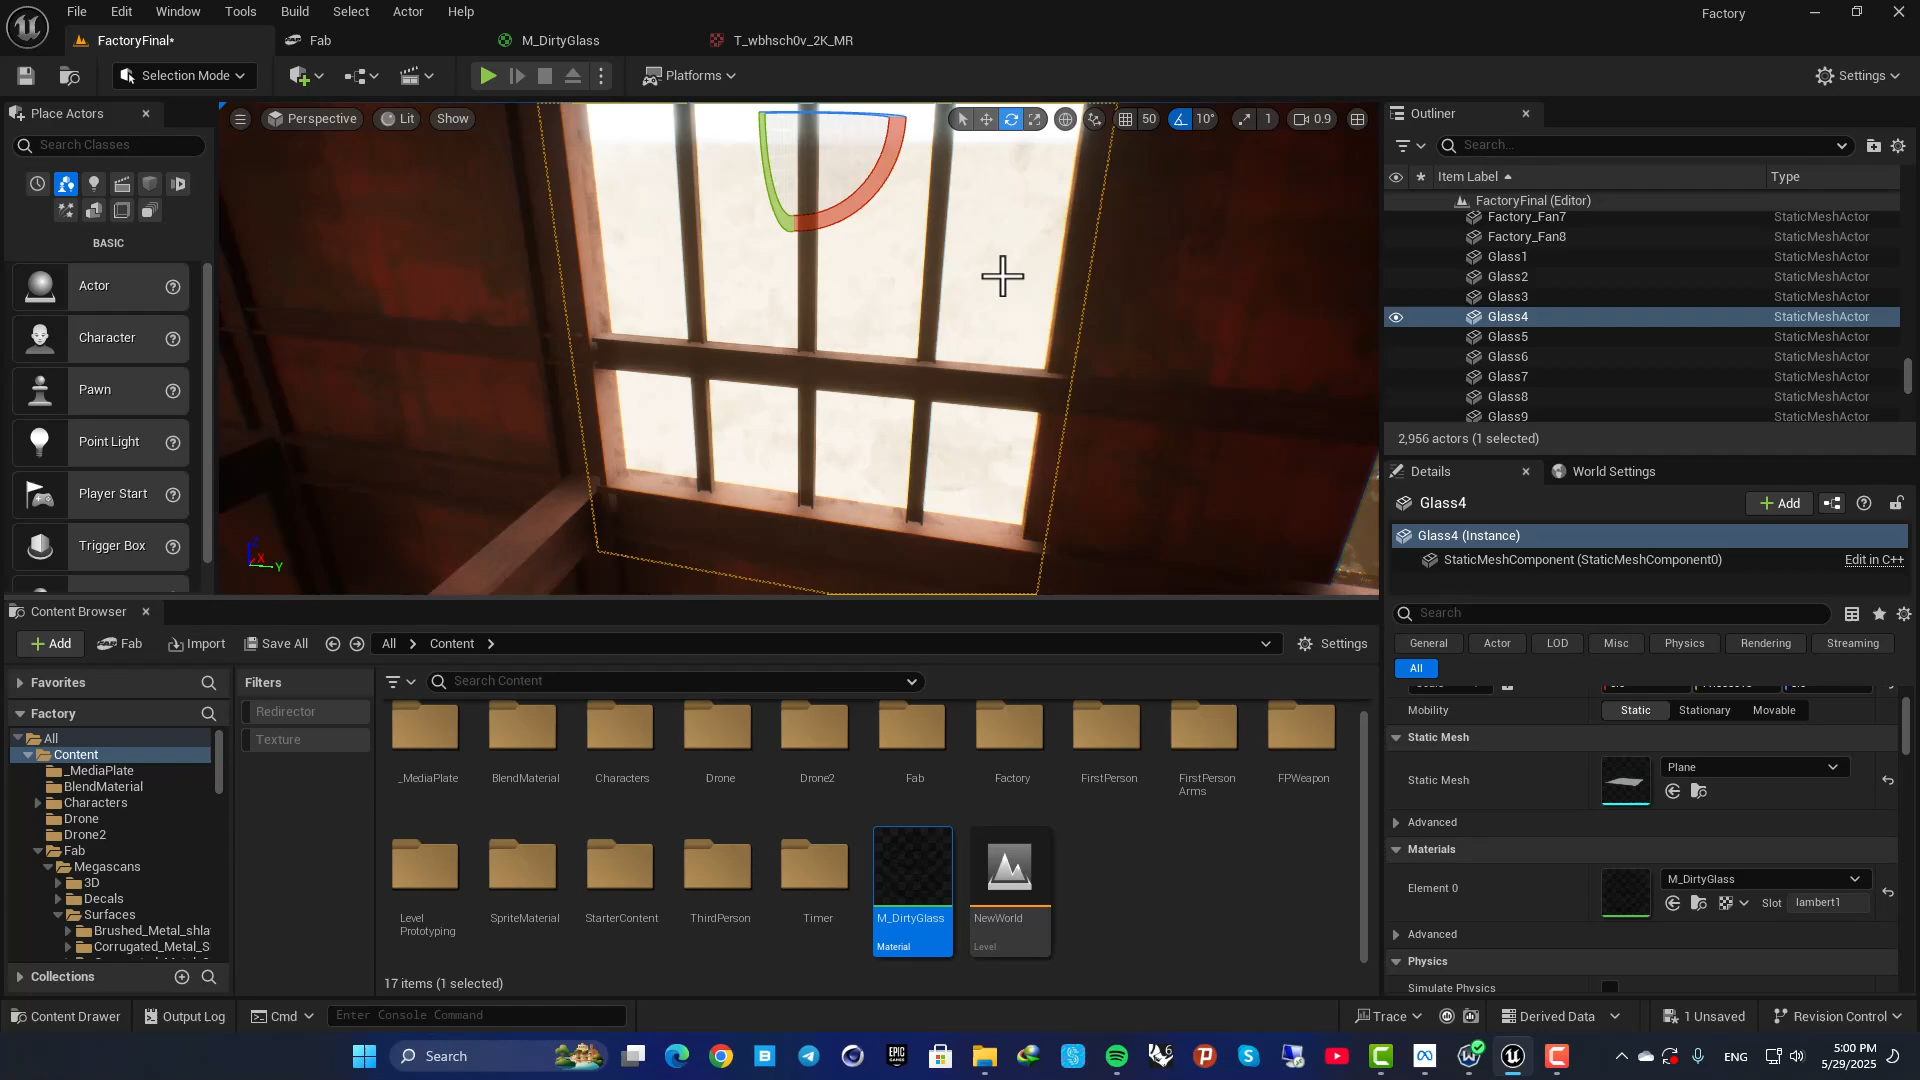 File Edit Window Tools Build Select Actor Help
Factory
FactoryFinal*
Fab
M_DirtyGlass
T_wbhsch0v_2K_MR
Selection Mode
Platforms
Settings
Place Actors
Search Classes
BASIC
Actor
Character
Pawn
Point Light
Player Start
Trigger Box
Perspective
Lit
Show
50
10°
1
0.9
Z
X
Y
Outliner
Search...
Item Label
Type
FactoryFinal (Editor)
Factory_Fan7 StaticMeshActor
Factory_Fan8 StaticMeshActor
Glass1 StaticMeshActor
Glass2 StaticMeshActor
Glass3 StaticMeshActor
Glass4 StaticMeshActor
Glass5 StaticMeshActor
Glass6 StaticMeshActor
Glass7 StaticMeshActor
Glass8 StaticMeshActor
Glass9 StaticMeshActor
2,956 actors (1 selected)
Details
World Settings
Glass4
Add
Glass4 (Instance)
StaticMeshComponent (StaticMeshComponent0)
Edit in C++
Search
General Actor LOD Misc Physics Rendering Streaming
All
Mobility Static Stationary Movable
Static Mesh
Static Mesh Plane
Advanced
Materials
Element 0 M_DirtyGlass
Slot lambert1
Advanced
Physics
Simulate Physics
Content Browser
Add
Fab
Import
Save All
All
Content
Settings
Favorites
Factory
All
Content
_MediaPlate
BlendMaterial
Characters
Drone
Drone2
Fab
Megascans
3D
Decals
Surfaces
Brushed_Metal_shla
Corrugated_Metal_S
Collections
Filters
Redirector
Texture
Search Content
_MediaPlate BlendMaterial Characters Drone Drone2 Fab Factory FirstPerson FirstPerson FPWeapon
Arms
Level SpriteMaterial StarterContent ThirdPerson Timer M_DirtyGlass NewWorld
Prototyping
Material Level
17 items (1 selected)
Content Drawer
Output Log
Cmd
Enter Console Command
Trace
Derived Data
1 Unsaved
Revision Control
Search
EPIC
GAMES
ENG
5:00 PM
5/29/2025